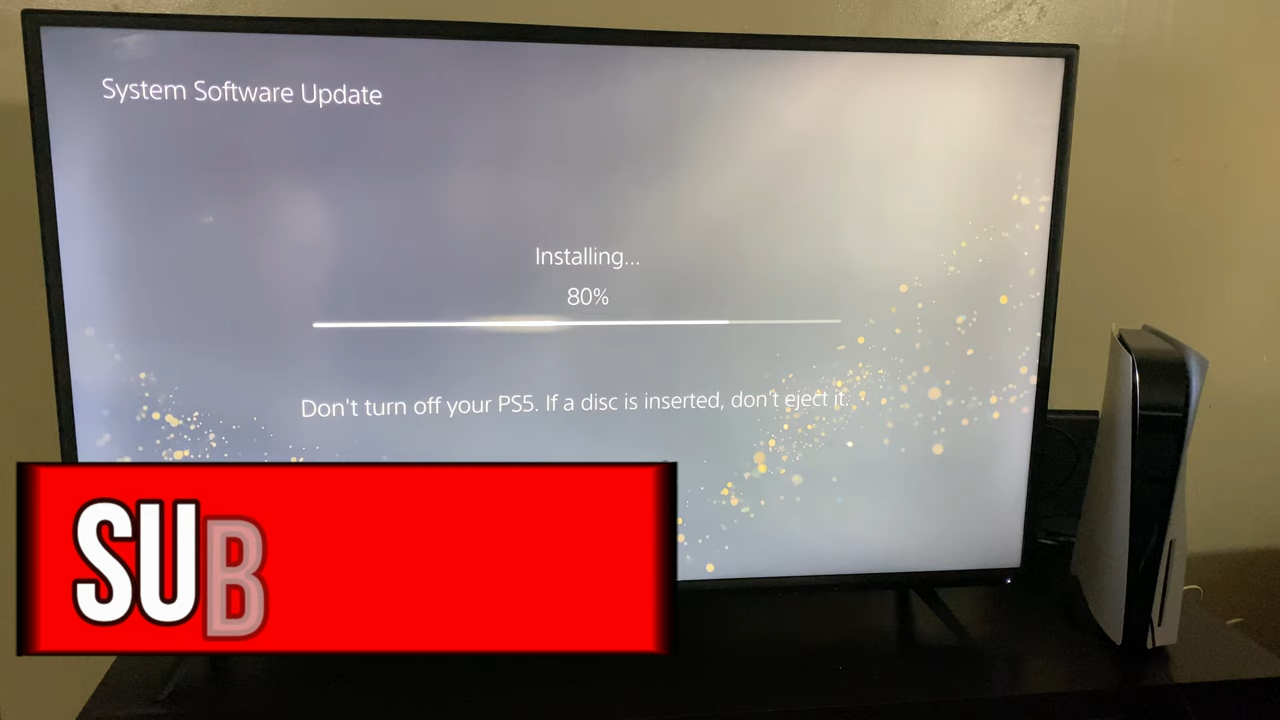 System Software Update
Installing...
80%
Don't turn off your PS5. If a disc is inserted, don't eject it.
SUB